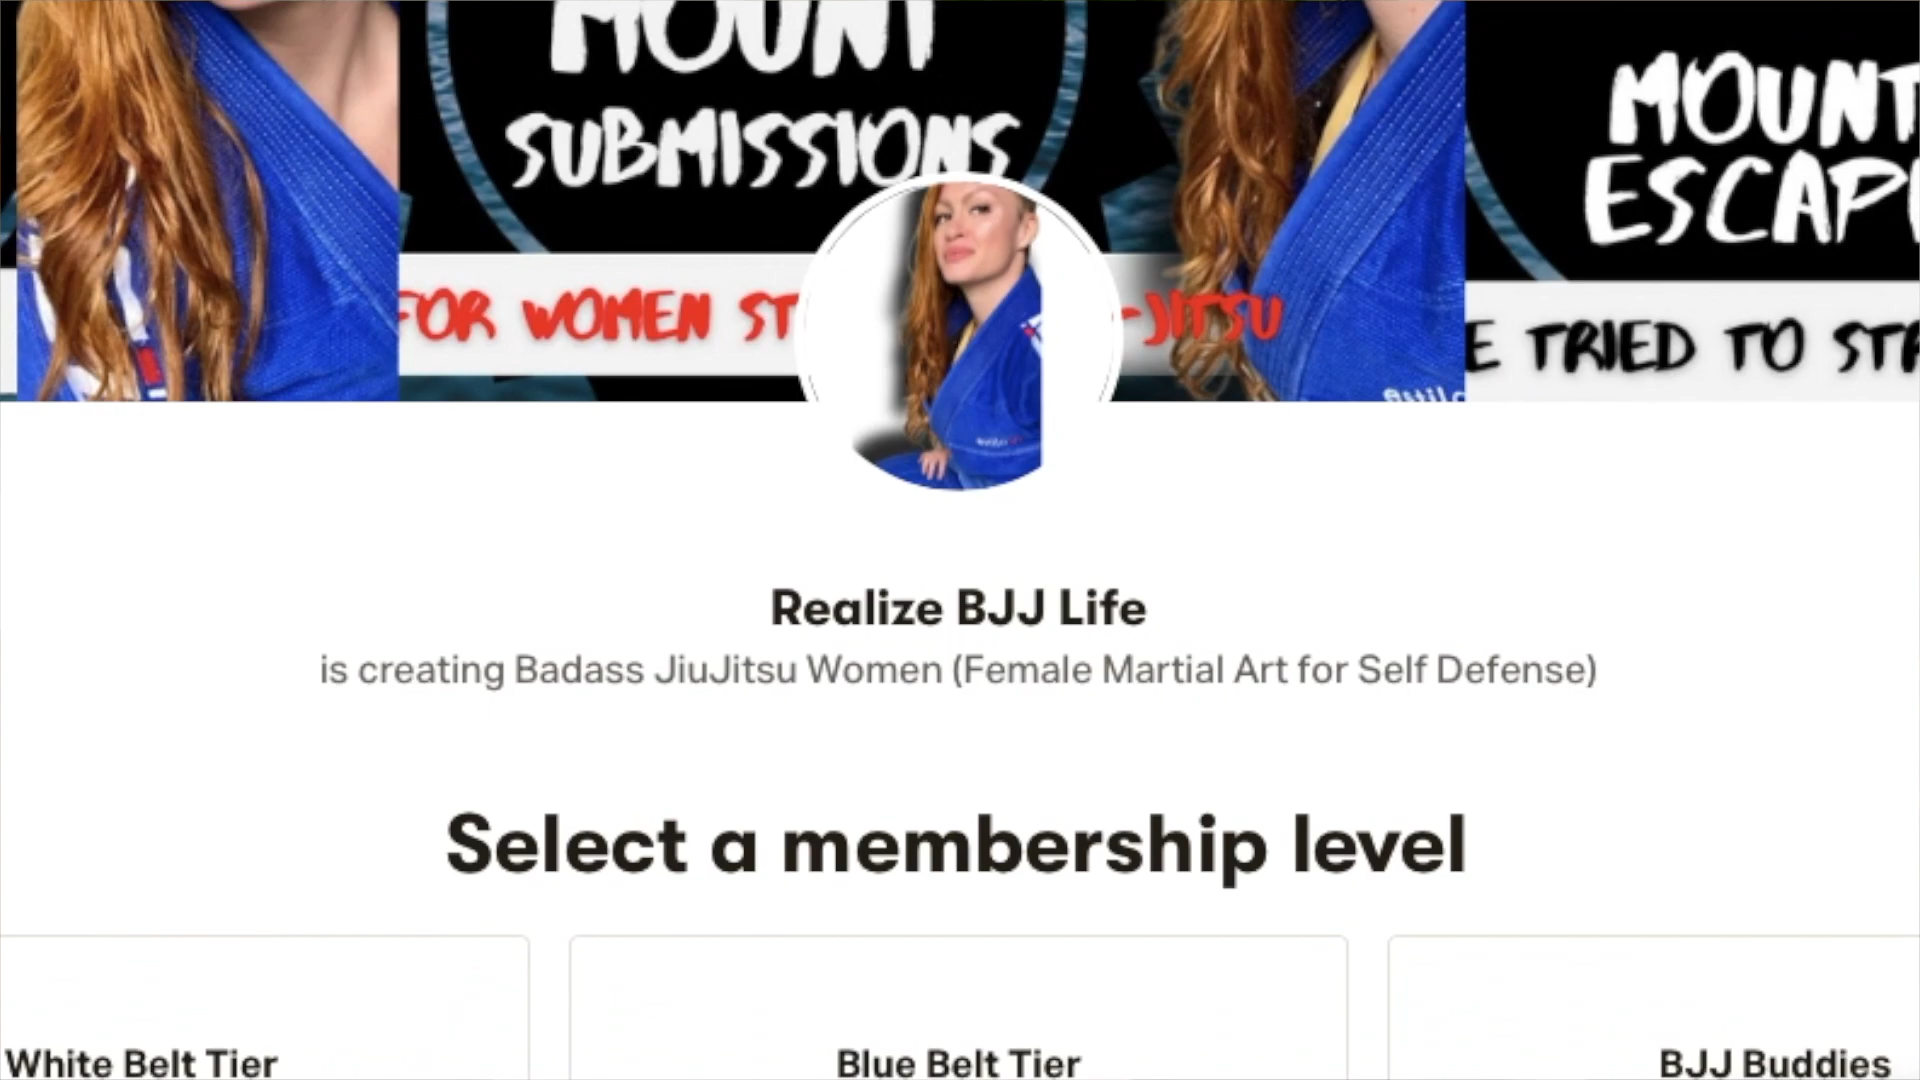 MOUNT
SUBMISSIONS
MOUNT
FOR WOMEN
TRIED TO
estilo
Realize BJJ Life
is creating Badass JiuJitsu Women (Female Martial Art for Self Defense)
Select a membership level
White Belt Tier
Blue Belt Tier
BJJ Buddies